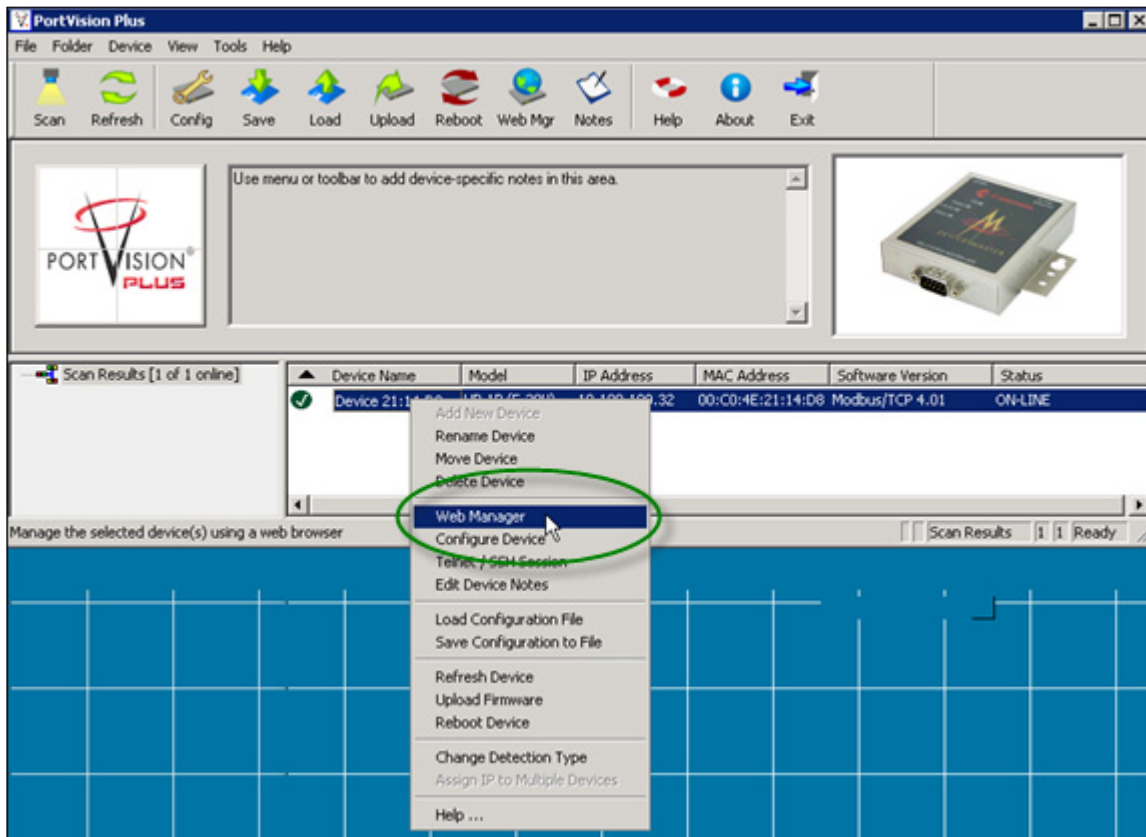 PortVision Plus
File Folder Device View Tools Help
Scan Refresh Config Save Load Upload Reboot Web Mgr Notes Help About Exit
PORTVISION®
PLUS
Use menu or toolbar to add device-specific notes in this area.
Scan Results [1 of 1 online]
Device Name Model IP Address MAC Address Software Version Status
Device 21:14 00:C0:4E:21:14:D8 Modbus/TCP 4.01 ON-LINE
Add New Device
Rename Device
Move Device
Delete Device
Web Manager
Configure Device
Telnet / SSH Session
Edit Device Notes
Load Configuration File
Save Configuration to File
Refresh Device
Upload Firmware
Reboot Device
Change Detection Type
Assign IP to Multiple Devices
Help ...
Manage the selected device(s) using a web browser
Scan Results 1 1 Ready